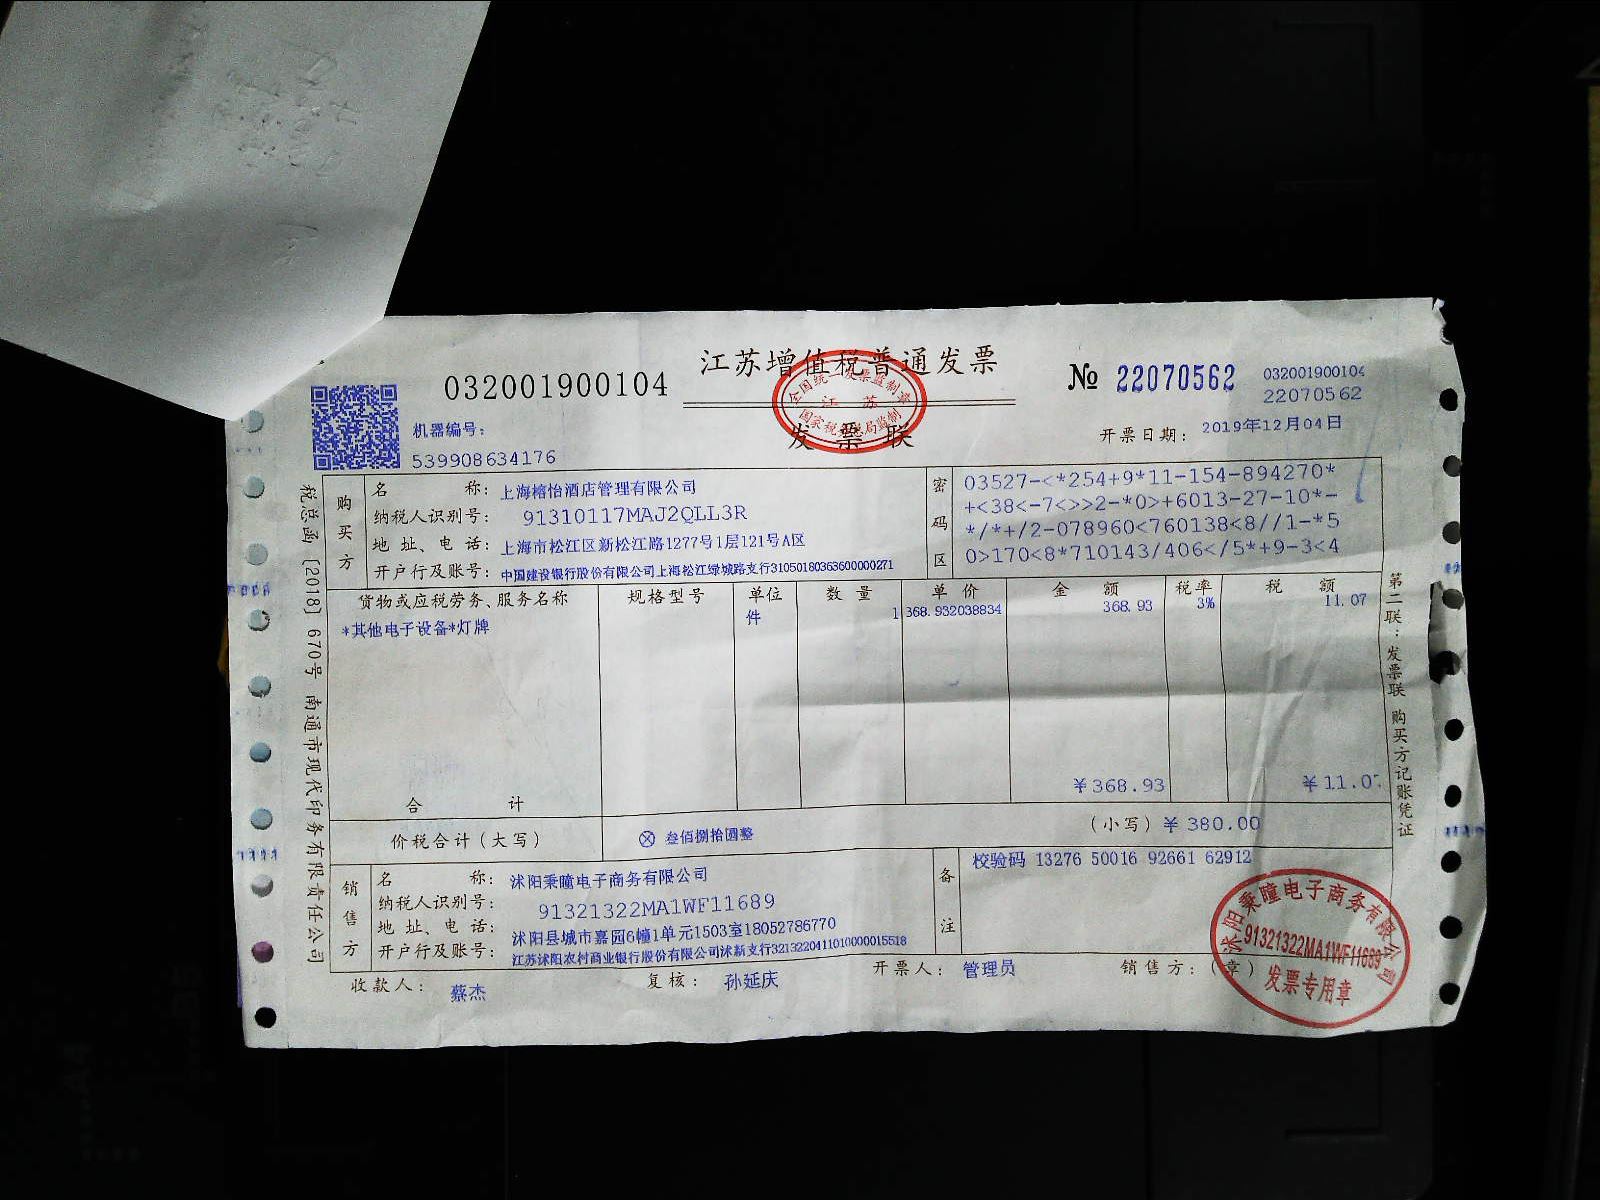 江苏增值税普通发票
发票联
全国统一发票监制章
江苏
国家税务总局监制
032001900104
№ 22070562
032001900104
22070562
机器编号:
539908634176
开票日期: 2019年12月04日
购买方
名称: 上海榕怡酒店管理有限公司
纳税人识别号: 91310117MAJ2QLL3R
地址、电话: 上海市松江区新松江路1277号1层121号A区
开户行及账号: 中国建设银行股份有限公司上海松江绿城路支行31050180363600000271
密码区
03527-<*254+9*11-154-894270*
+<38<-7<>>2-*0>+6013-27-10*-
*/*+/2-078960<760138<8//1-*5
0>170<8*710143/406</5*+9-3<4
货物或应税劳务、服务名称 规格型号 单位 数量 单价 金额 税率 税额
*其他电子设备*灯牌 件 1 368.932038834 368.93 3% 11.07
合计 ¥368.93 ¥11.07
价税合计(大写) ⊗ 叁佰捌拾圆整 (小写) ¥380.00
销售方
名称: 沭阳秉瞳电子商务有限公司
纳税人识别号: 91321322MA1WF11689
地址、电话: 沭阳县城市嘉园6幢1单元1503室18052786770
开户行及账号: 江苏沭阳农村商业银行股份有限公司沭新支行3213220411010000015518
备注
校验码 13276 50016 92661 62912
收款人: 蔡杰 复核: 孙延庆 开票人: 管理员 销售方: (章)
沭阳秉瞳电子商务有限公司
91321322MA1WF11689
发票专用章
税总函[2018]670号 南通市现代印务有限责任公司
第二联:发票联 购买方记账凭证